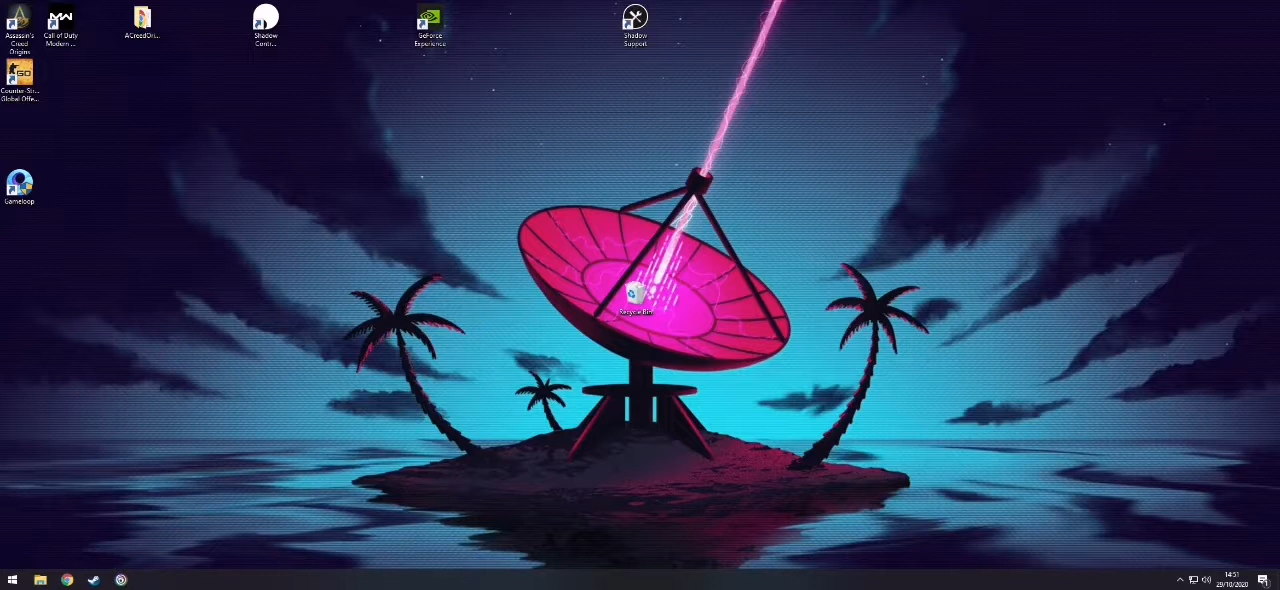 Assassin's
Creed
Origins
Call of Duty
Modern ...
ACreedOri...
Shadow
Contr...
GeForce
Experience
Shadow
Support
Counter-Str...
Global Offe...
Gameloop
Recycle Bin
14:51
29/10/2020